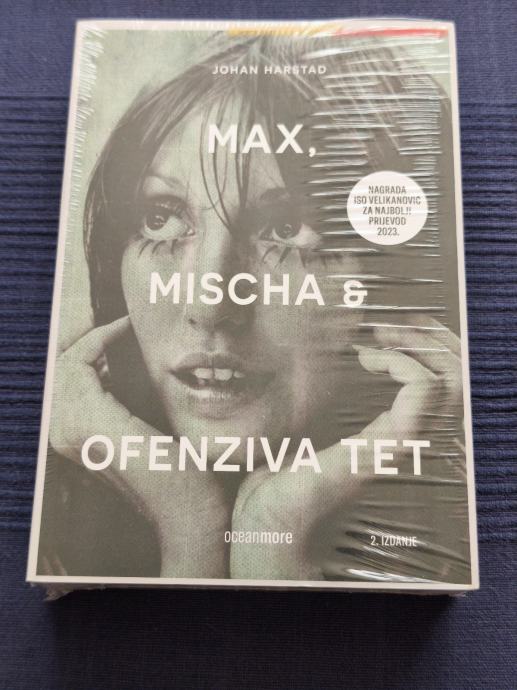 JOHAN HARSTAD
MAX,
NAGRADA
ISO VELIKANOVIĆ
ZA NAJBOLJI
PRIJEVOD
2023.
MISCHA &
OFENZIVA TET
oceanmore
2. IZDANJE